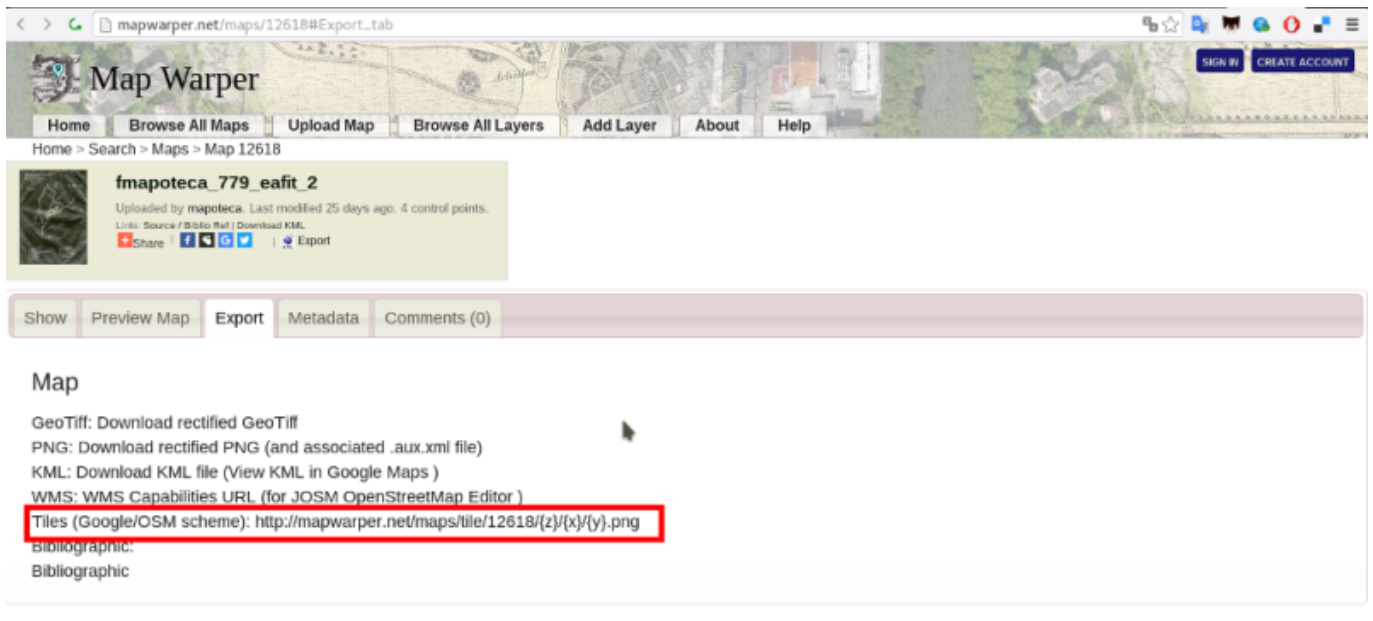 mapwarper.net/maps/12618#Export_tab
Map Warper
SIGN IN CREATE ACCOUNT
Home Browse All Maps Upload Map Browse All Layers Add Layer About Help
Home > Search > Maps > Map 12618
fmapoteca_779_eafit_2
Uploaded by mapoteca. Last modified 25 days ago. 4 control points.
Links: Source / Biblio Ref | Download KML
Share | Export
Show Preview Map Export Metadata Comments (0)
Map
GeoTiff: Download rectified GeoTiff
PNG: Download rectified PNG (and associated .aux.xml file)
KML: Download KML file (View KML in Google Maps )
WMS: WMS Capabilities URL (for JOSM OpenStreetMap Editor )
Tiles (Google/OSM scheme): http://mapwarper.net/maps/tile/12618/{z}/{x}/{y}.png
Bibliographic:
Bibliographic